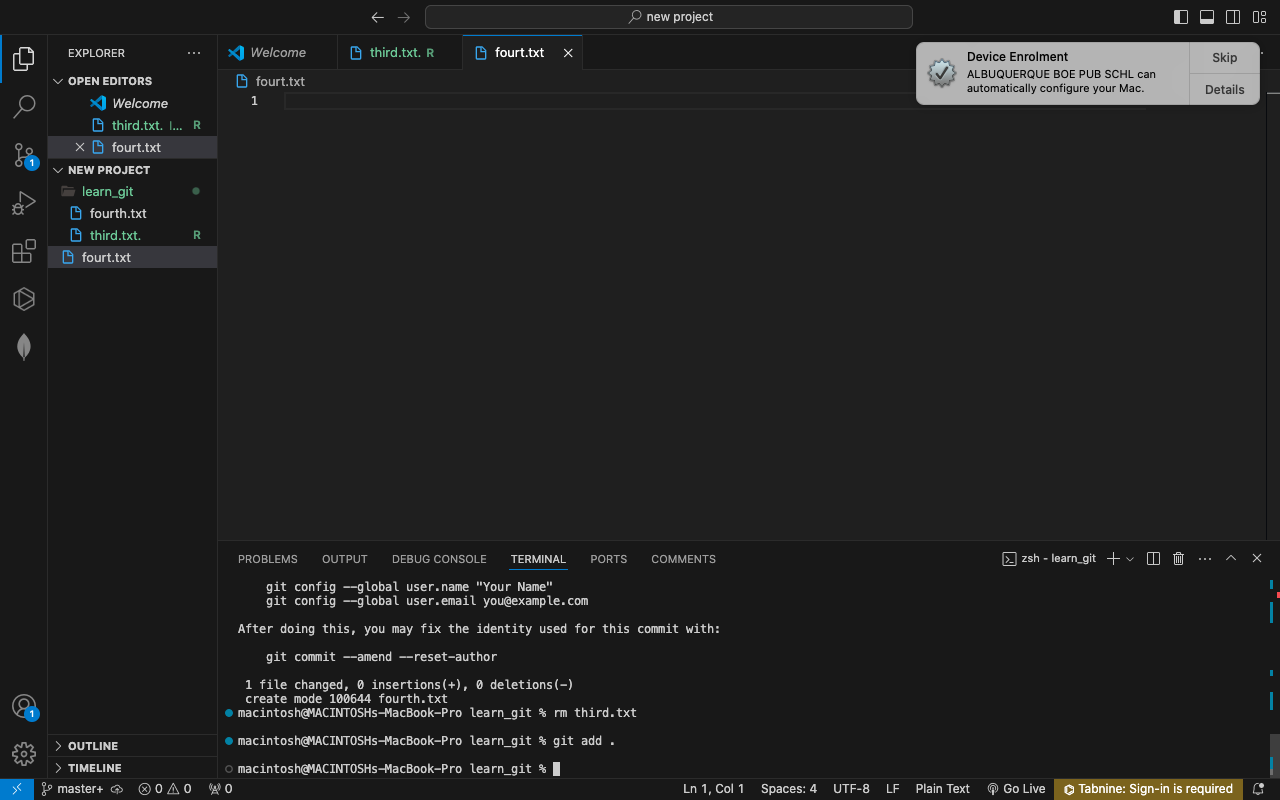 new project
EXPLORER
Welcome
third.txt. R
fourt.txt
Device Enrolment
ALBUQUERQUE BOE PUB SCHL can
automatically configure your Mac.
Skip
Details
OPEN EDITORS
Welcome
third.txt. |... R
fourt.txt
NEW PROJECT
learn_git
fourth.txt
third.txt. R
fourt.txt
fourt.txt
1
1
PROBLEMS OUTPUT DEBUG CONSOLE TERMINAL PORTS COMMENTS
zsh - learn_git
git config --global user.name "Your Name"
git config --global user.email you@example.com
After doing this, you may fix the identity used for this commit with:
git commit --amend --reset-author
1 file changed, 0 insertions(+), 0 deletions(-)
create mode 100644 fourth.txt
macintosh@MACINTOSHs-MacBook-Pro learn_git % rm third.txt
macintosh@MACINTOSHs-MacBook-Pro learn_git % git add .
macintosh@MACINTOSHs-MacBook-Pro learn_git %
1
OUTLINE
TIMELINE
master+ 0 0 0 Ln 1, Col 1 Spaces: 4 UTF-8 LF Plain Text Go Live Tabnine: Sign-in is required